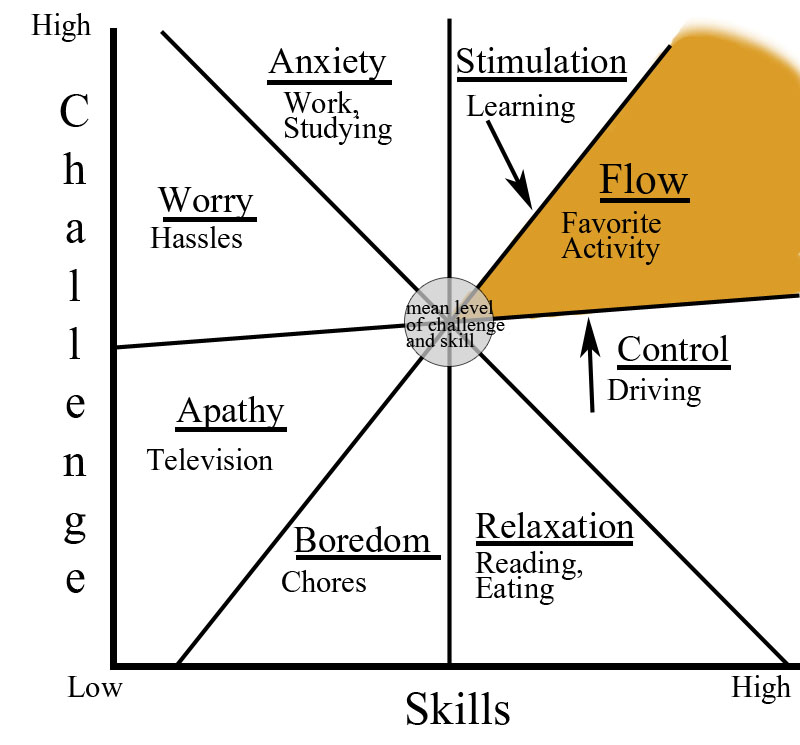 High
Challenge
Anxiety
Work,
Studying
Stimulation
Learning
Worry
Hassles
Flow
Favorite
Activity
mean level
of challenge
and skill
Control
Driving
Apathy
Television
Boredom
Chores
Relaxation
Reading,
Eating
Low
High
Skills